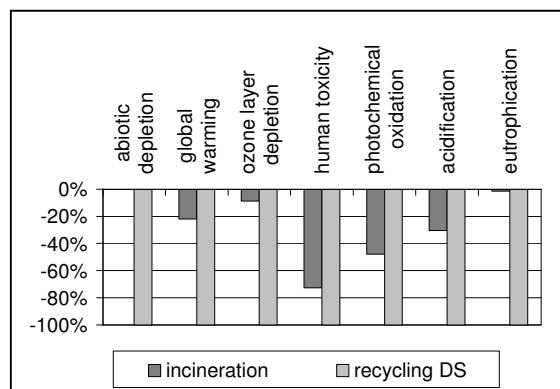 abiotic
depletion
global
warming
ozone layer
depletion
human toxicity
photochemical
oxidation
acidification
eutrophication
0%
-20%
-40%
-60%
-80%
-100%
incineration
recycling DS